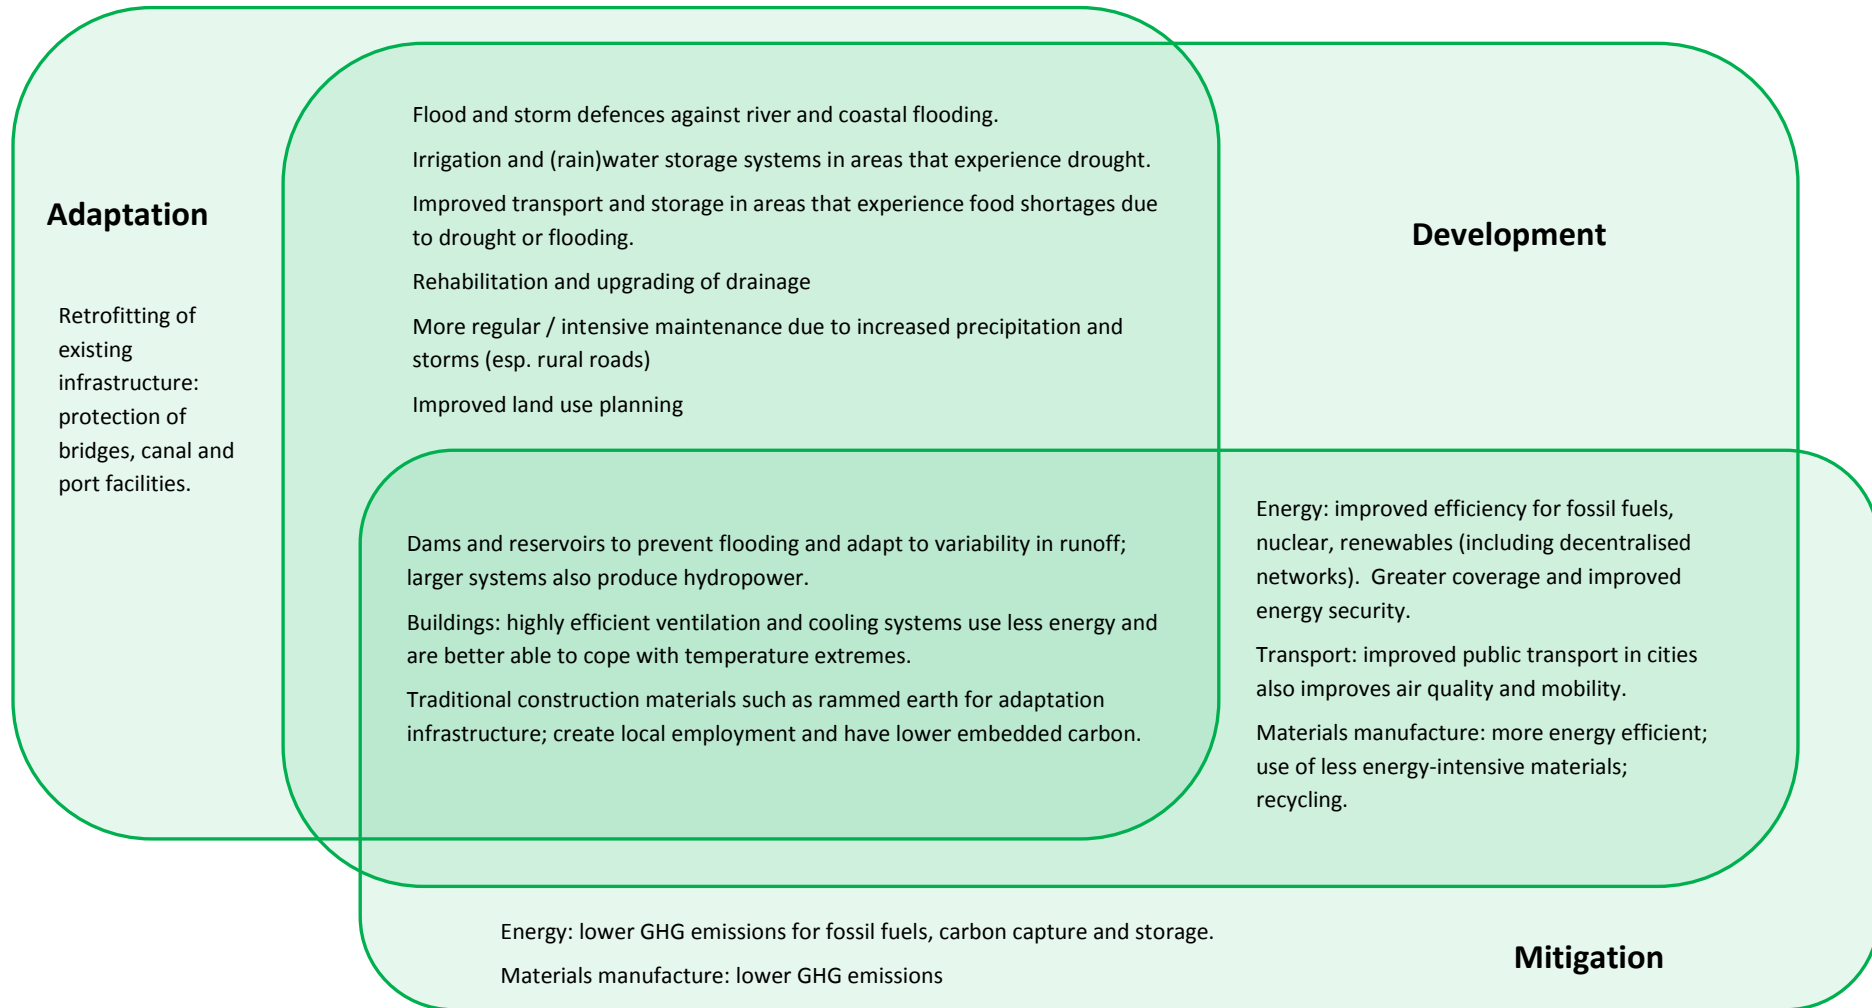 Adaptation
Retrofitting of
existing
infrastructure:
protection of
bridges, canal and
port facilities.
Flood and storm defences against river and coastal flooding.
Irrigation and (rain)water storage systems in areas that experience drought.
Improved transport and storage in areas that experience food shortages due
to drought or flooding.
Rehabilitation and upgrading of drainage
More regular / intensive maintenance due to increased precipitation and
storms (esp. rural roads)
Improved land use planning
Development
Dams and reservoirs to prevent flooding and adapt to variability in runoff;
larger systems also produce hydropower.
Buildings: highly efficient ventilation and cooling systems use less energy and
are better able to cope with temperature extremes.
Traditional construction materials such as rammed earth for adaptation
infrastructure; create local employment and have lower embedded carbon.
Energy: improved efficiency for fossil fuels,
nuclear, renewables (including decentralised
networks).  Greater coverage and improved
energy security.
Transport: improved public transport in cities
also improves air quality and mobility.
Materials manufacture: more energy efficient;
use of less energy-intensive materials;
recycling.
Energy: lower GHG emissions for fossil fuels, carbon capture and storage.
Materials manufacture: lower GHG emissions
Mitigation